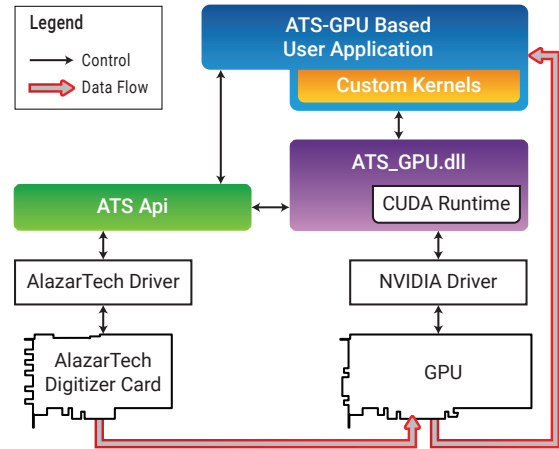 Legend
Control
Data Flow
ATS-GPU Based
User Application
Custom Kernels
ATS_GPU.dll
CUDA Runtime
ATS Api
AlazarTech Driver
NVIDIA Driver
AlazarTech
Digitizer Card
GPU